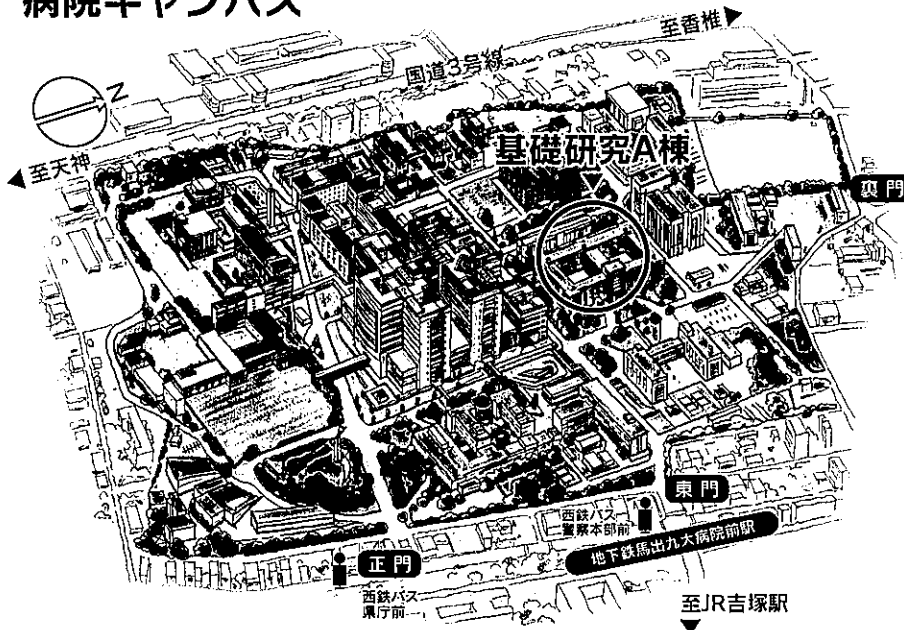 病院キャンパス
至香椎
国道3号線
N
至天神
基礎研究A棟
裏門
東門
西鉄バス
警察本部前
地下鉄馬出九大病院前駅
正門
西鉄バス
県庁前
至JR吉塚駅